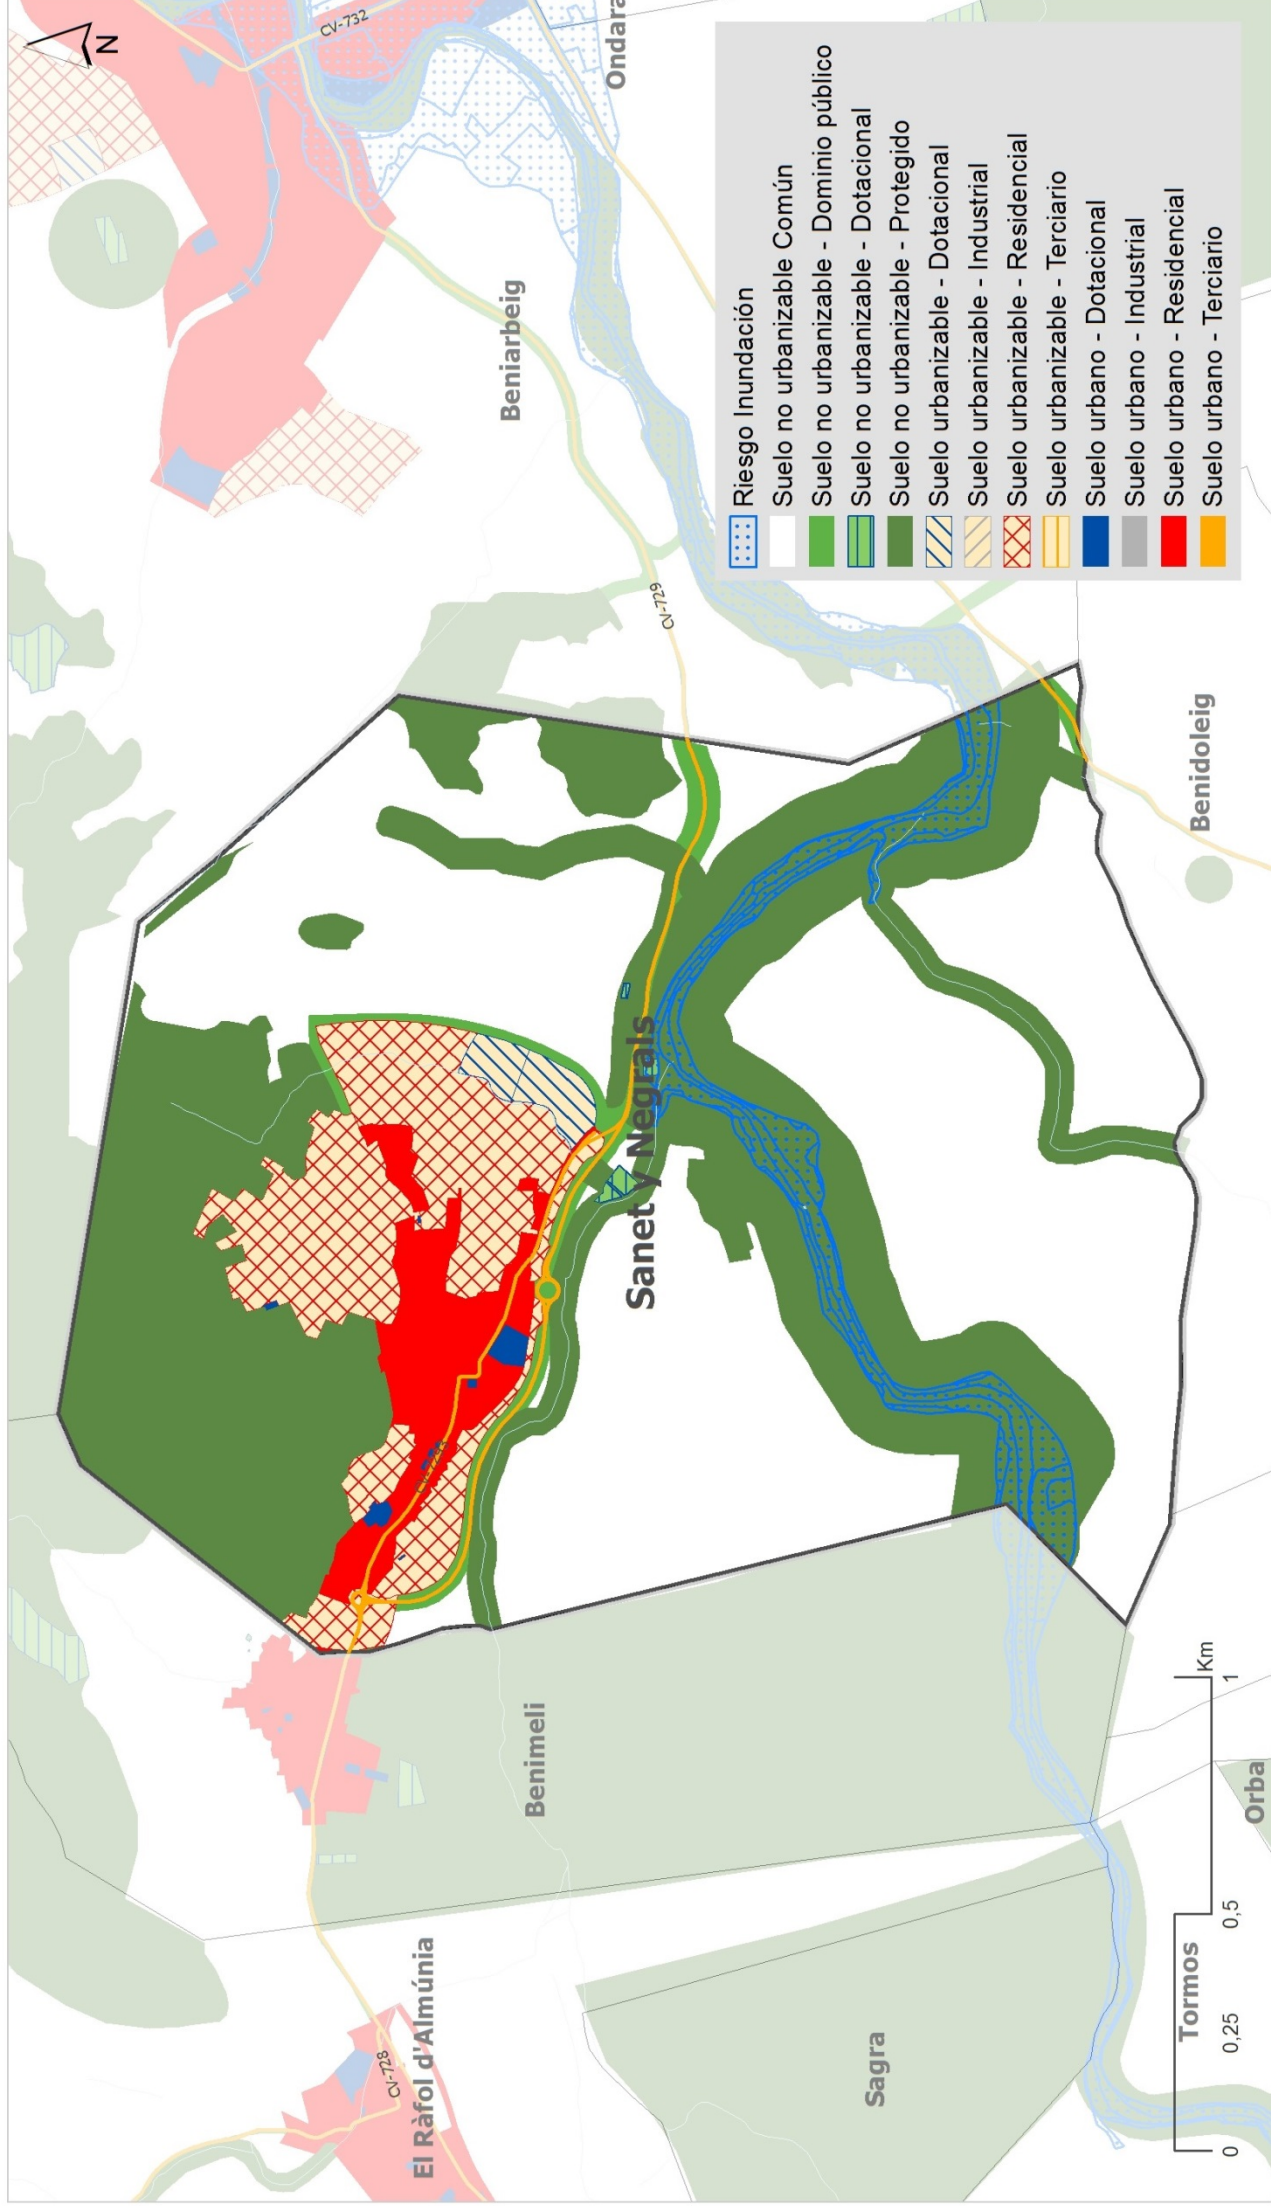 N
CV-732
Ondara
Beniarbeig
CV-729
Riesgo Inundación
Suelo no urbanizable Común
Suelo no urbanizable - Dominio público
Suelo no urbanizable - Dotacional
Suelo no urbanizable - Protegido
Suelo urbanizable - Dotacional
Suelo urbanizable - Industrial
Suelo urbanizable - Residencial
Suelo urbanizable - Terciario
Suelo urbano - Dotacional
Suelo urbano - Industrial
Suelo urbano - Residencial
Suelo urbano - Terciario
Benidoleig
Sanet y Negrals
Benimeli
El Ràfol d'Almúnia
CV-728
Sagra
Tormos
Orba
0
0,25
0,5
1
Km